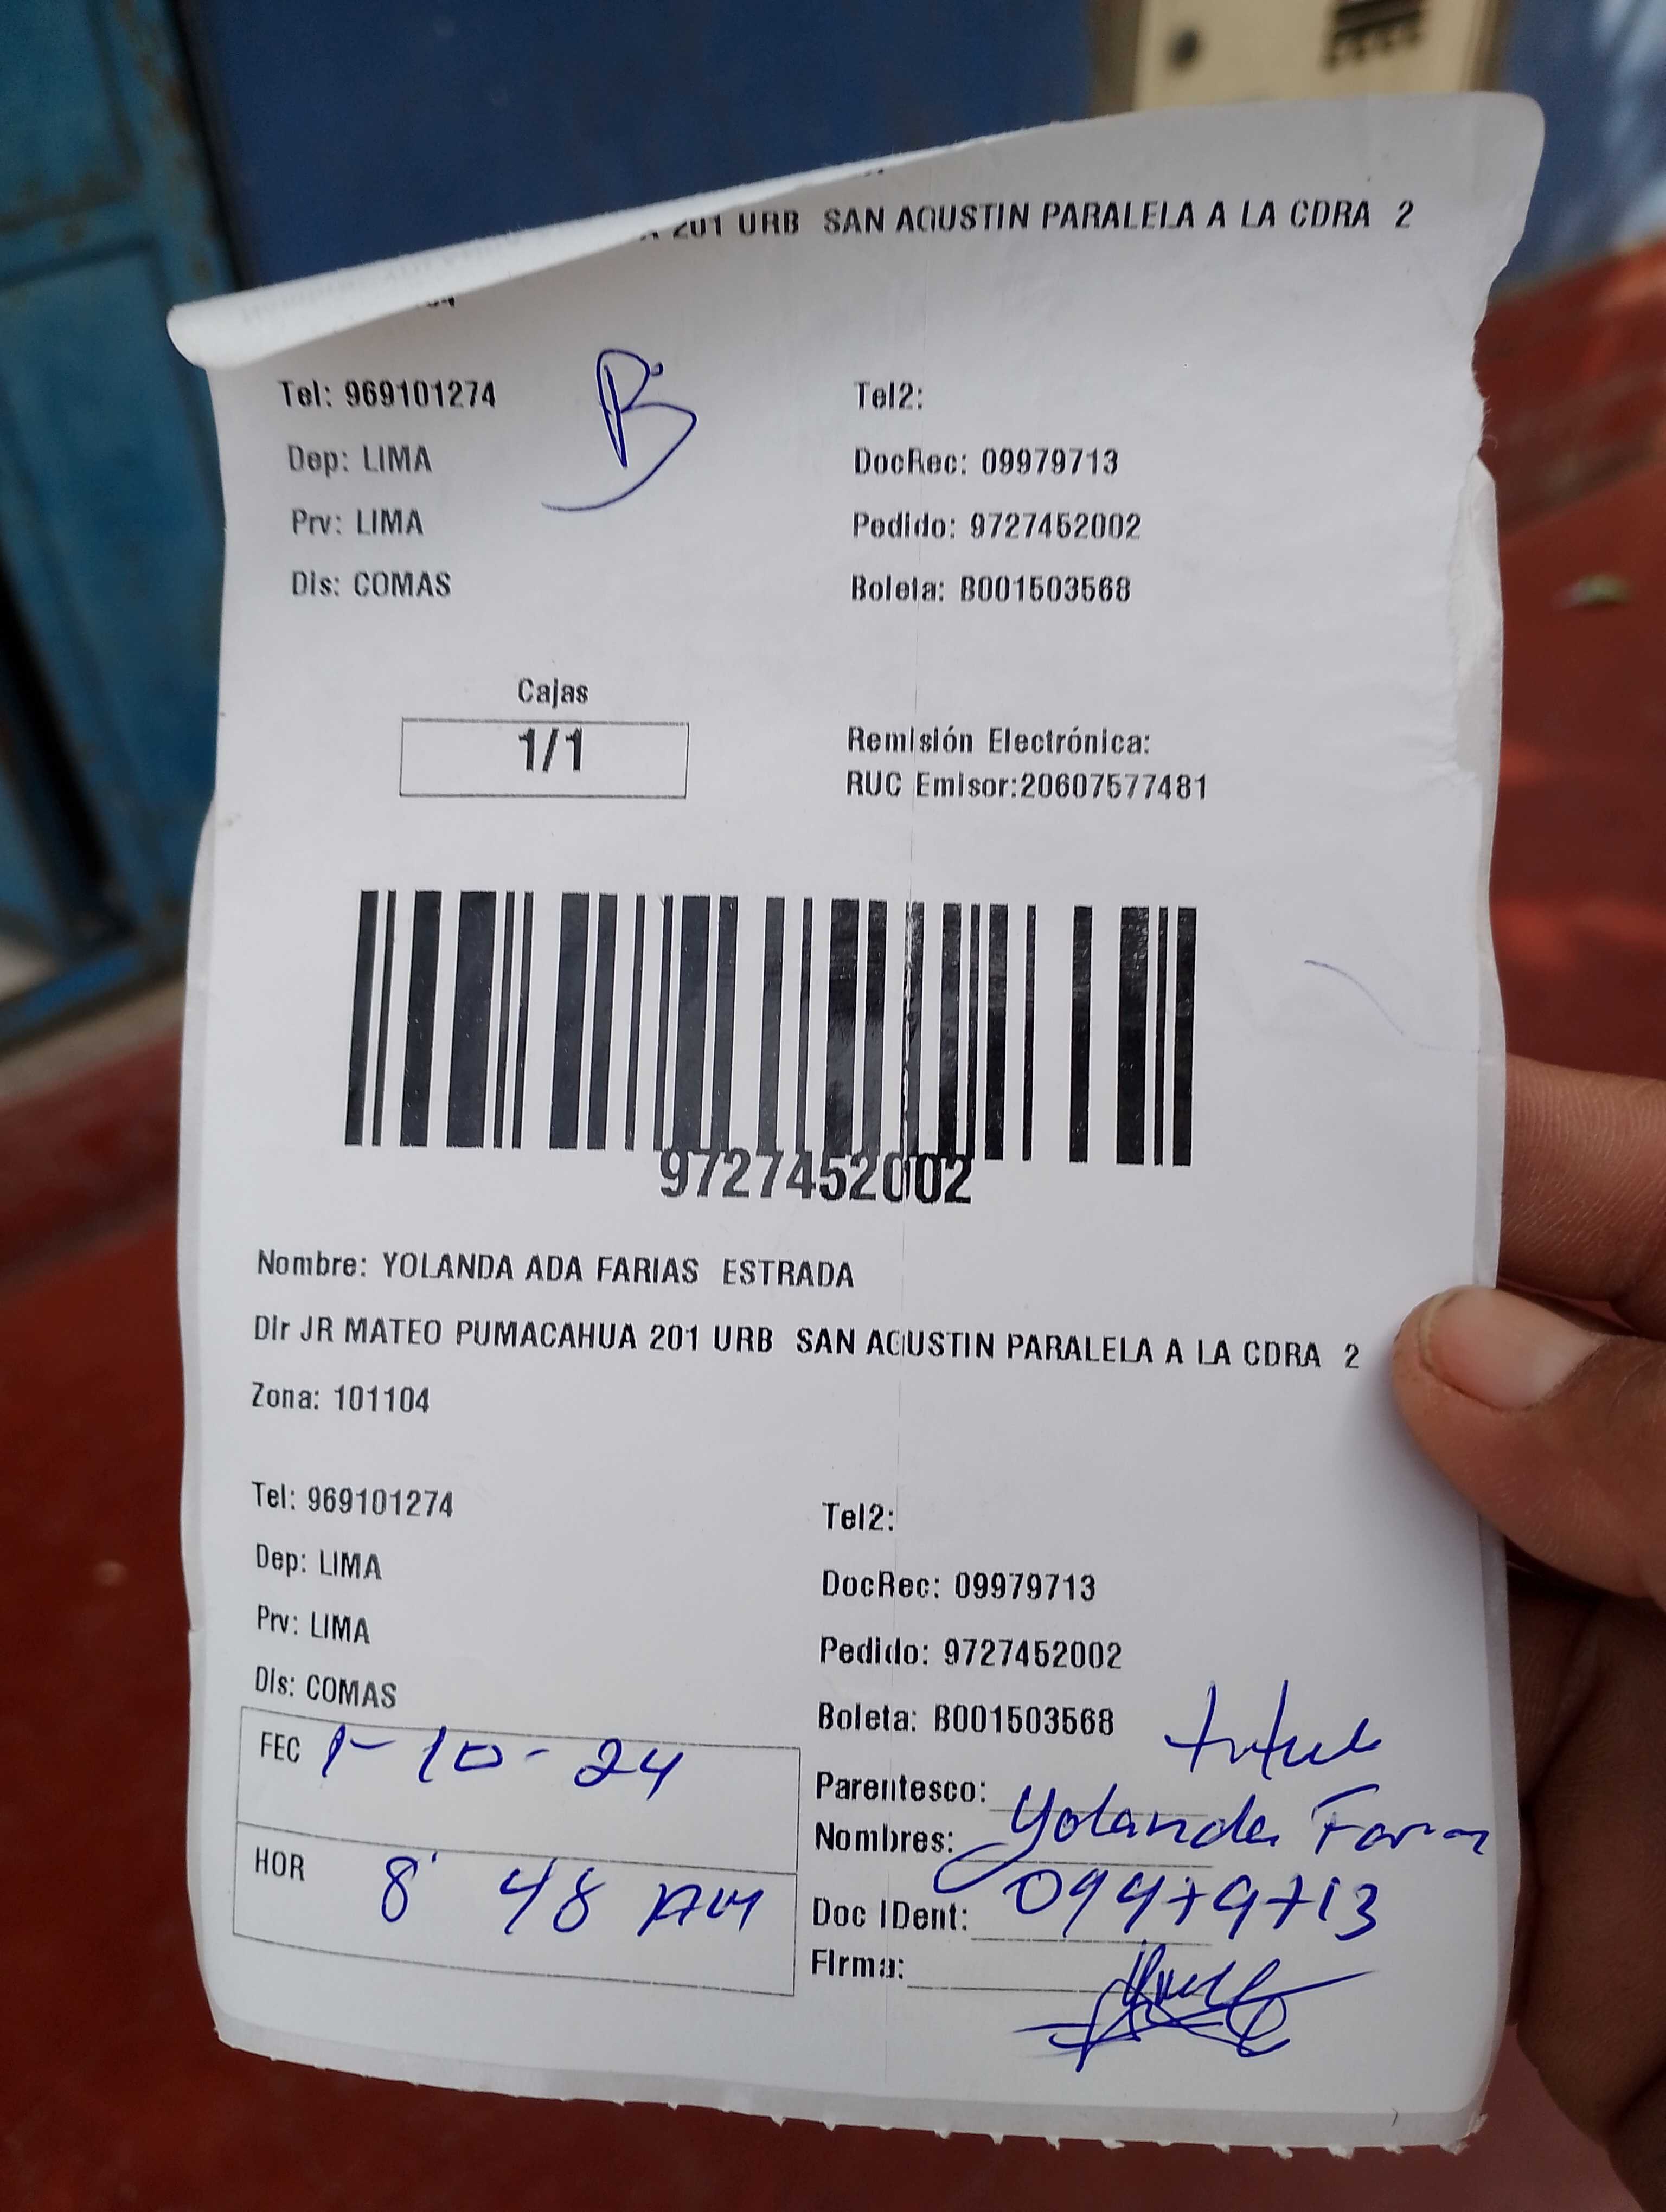 201 URB SAN AGUSTIN PARALELA A LA CDRA 2
Tel: 969101274
Tel2:
Dep: LIMA
DocRec: 09979713
Prv: LIMA
Pedido: 9727452002
Dis: COMAS
Boleta: B001503568
Cajas
1/1
Remisión Electrónica:
RUC Emisor:20607577481
9727452002
Nombre: YOLANDA ADA FARIAS ESTRADA
Dir JR MATEO PUMACAHUA 201 URB SAN AGUSTIN PARALELA A LA CDRA 2
Zona: 101104
Tel: 969101274
Tel2:
Dep: LIMA
DocRec: 09979713
Prv: LIMA
Pedido: 9727452002
Dis: COMAS
Boleta: B001503568
FEC 1-10-24
Parentesco:
Nombres: Yolanda Farias
HOR 8 48 AM
Doc IDent: 09979713
Firma: